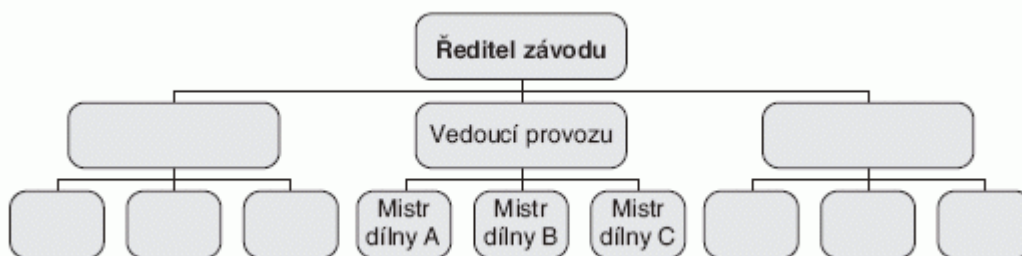 Ředitel závodu
Vedoucí provozu
Mistr
dílny A
Mistr
dílny B
Mistr
dílny C